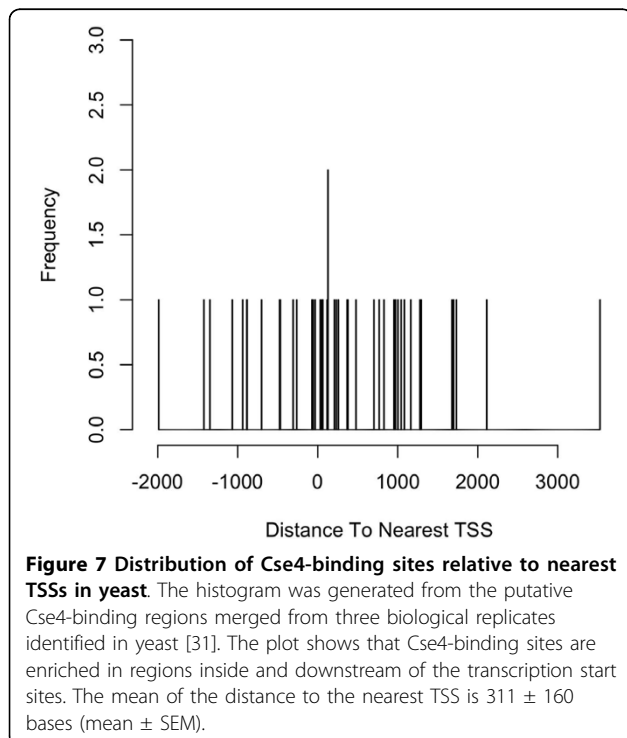 3.0
2.5
2.0
1.5
1.0
0.5
0.0
Frequency
-2000 -1000 0 1000 2000 3000
Distance To Nearest TSS
Figure 7 Distribution of Cse4-binding sites relative to nearest
TSSs in yeast. The histogram was generated from the putative
Cse4-binding regions merged from three biological replicates
identified in yeast [31]. The plot shows that Cse4-binding sites are
enriched in regions inside and downstream of the transcription start
sites. The mean of the distance to the nearest TSS is 311 ± 160
bases (mean ± SEM).